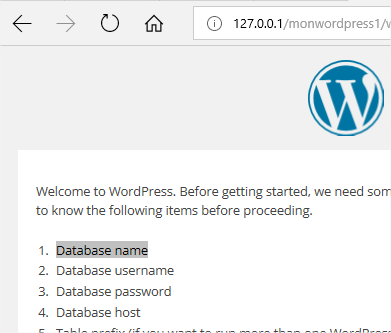 127.0.0.1/monwordpress1/
Welcome to WordPress. Before getting started, we need
to know the following items before proceeding.
1. Database name
2. Database username
3. Database password
4. Database host
5. Table prefix (if you want to run more than one